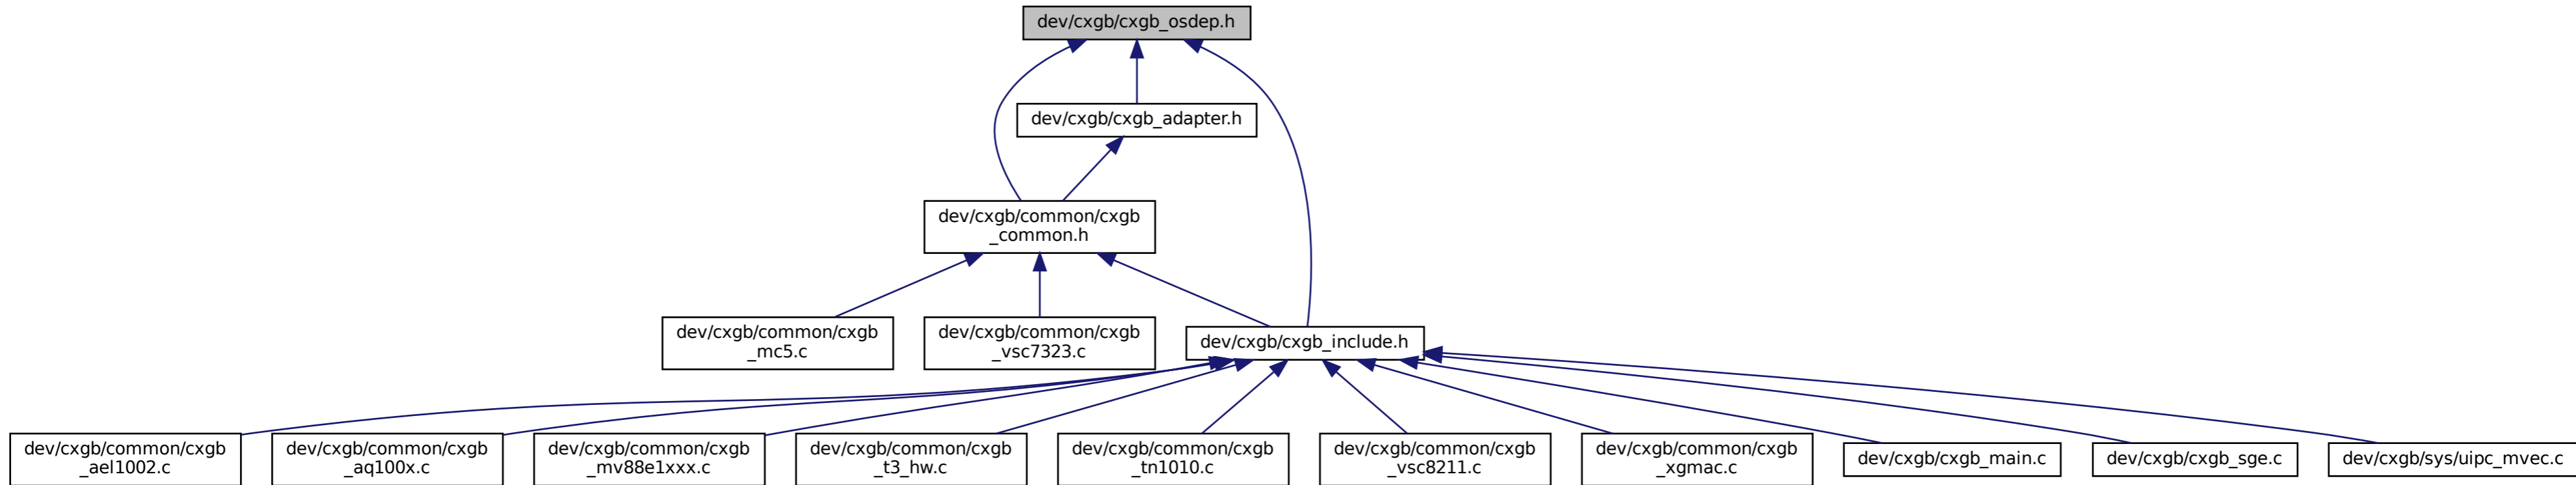 dev/cxgb/cxgb_osdep.h
dev/cxgb/cxgb_adapter.h
dev/cxgb/common/cxgb
_common.h
dev/cxgb/common/cxgb
_mc5.c
dev/cxgb/common/cxgb
_vsc7323.c
dev/cxgb/cxgb_include.h
dev/cxgb/common/cxgb
_ael1002.c
dev/cxgb/common/cxgb
_aq100x.c
dev/cxgb/common/cxgb
_mv88e1xxx.c
dev/cxgb/common/cxgb
_t3_hw.c
dev/cxgb/common/cxgb
_tn1010.c
dev/cxgb/common/cxgb
_vsc8211.c
dev/cxgb/common/cxgb
_xgmac.c
dev/cxgb/cxgb_main.c
dev/cxgb/cxgb_sge.c
dev/cxgb/sys/uipc_mvec.c